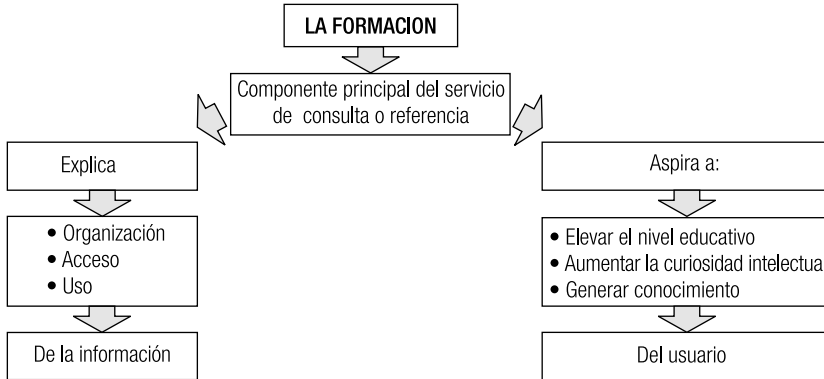 LA FORMACION
Componente principal del servicio
de consulta o referencia
Explica
• Organización
• Acceso
• Uso
De la información
Aspira a:
• Elevar el nivel educativo
• Aumentar la curiosidad intelectua
• Generar conocimiento
Del usuario